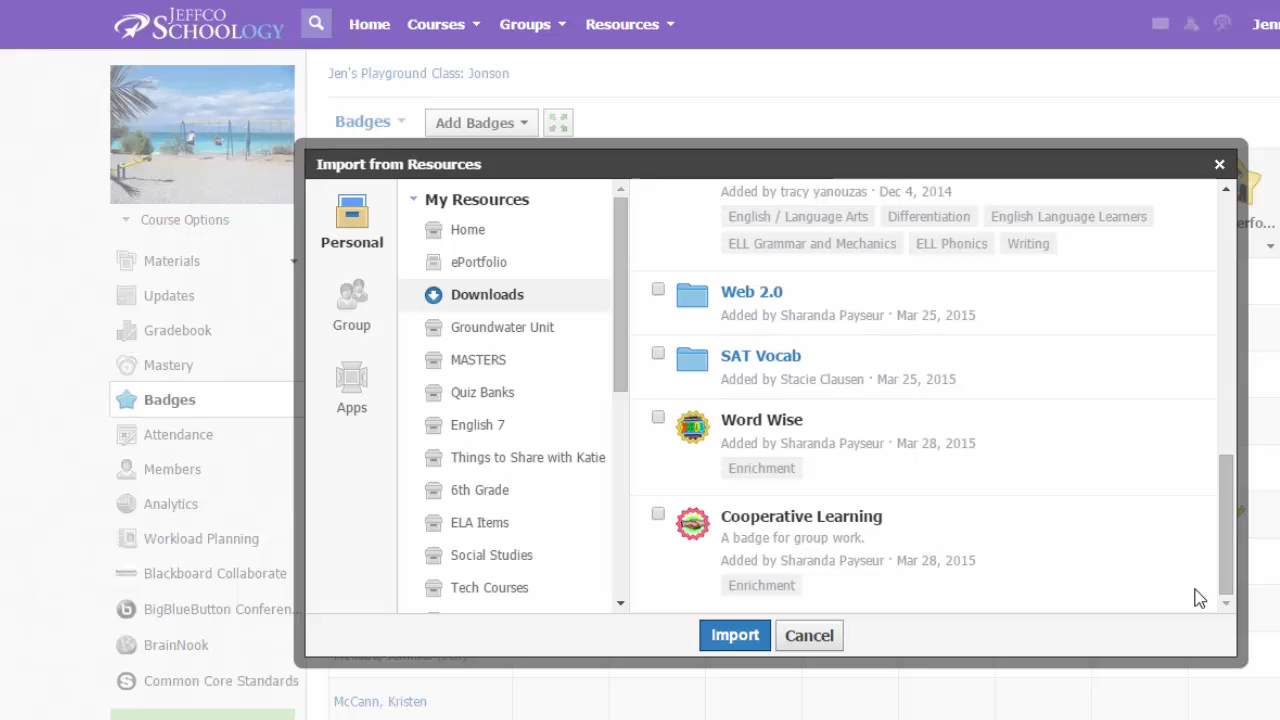 JEFFCO
SCHOOLOGY
Home
Courses
Groups
Resources
Jen
Jen's Playground Class: Jonson
Badges
Add Badges
Import from Resources
Course Options
Materials
Updates
Gradebook
Mastery
Badges
Attendance
Members
Analytics
Workload Planning
Blackboard Collaborate
BigBlueButton Conferen...
BrainNook
Common Core Standards
Personal
Group
Apps
My Resources
Home
ePortfolio
Downloads
Groundwater Unit
MASTERS
Quiz Banks
English 7
Things to Share with Katie
6th Grade
ELA Items
Social Studies
Tech Courses
Added by tracy yanouzas · Dec 4, 2014
English / Language Arts Differentiation English Language Learners
ELL Grammar and Mechanics ELL Phonics Writing
Web 2.0
Added by Sharanda Payseur · Mar 25, 2015
SAT Vocab
Added by Stacie Clausen · Mar 25, 2015
Word Wise
Added by Sharanda Payseur · Mar 28, 2015
Enrichment
Cooperative Learning
A badge for group work.
Added by Sharanda Payseur · Mar 28, 2015
Enrichment
Import
Cancel
erfo...
McCann, Kristen